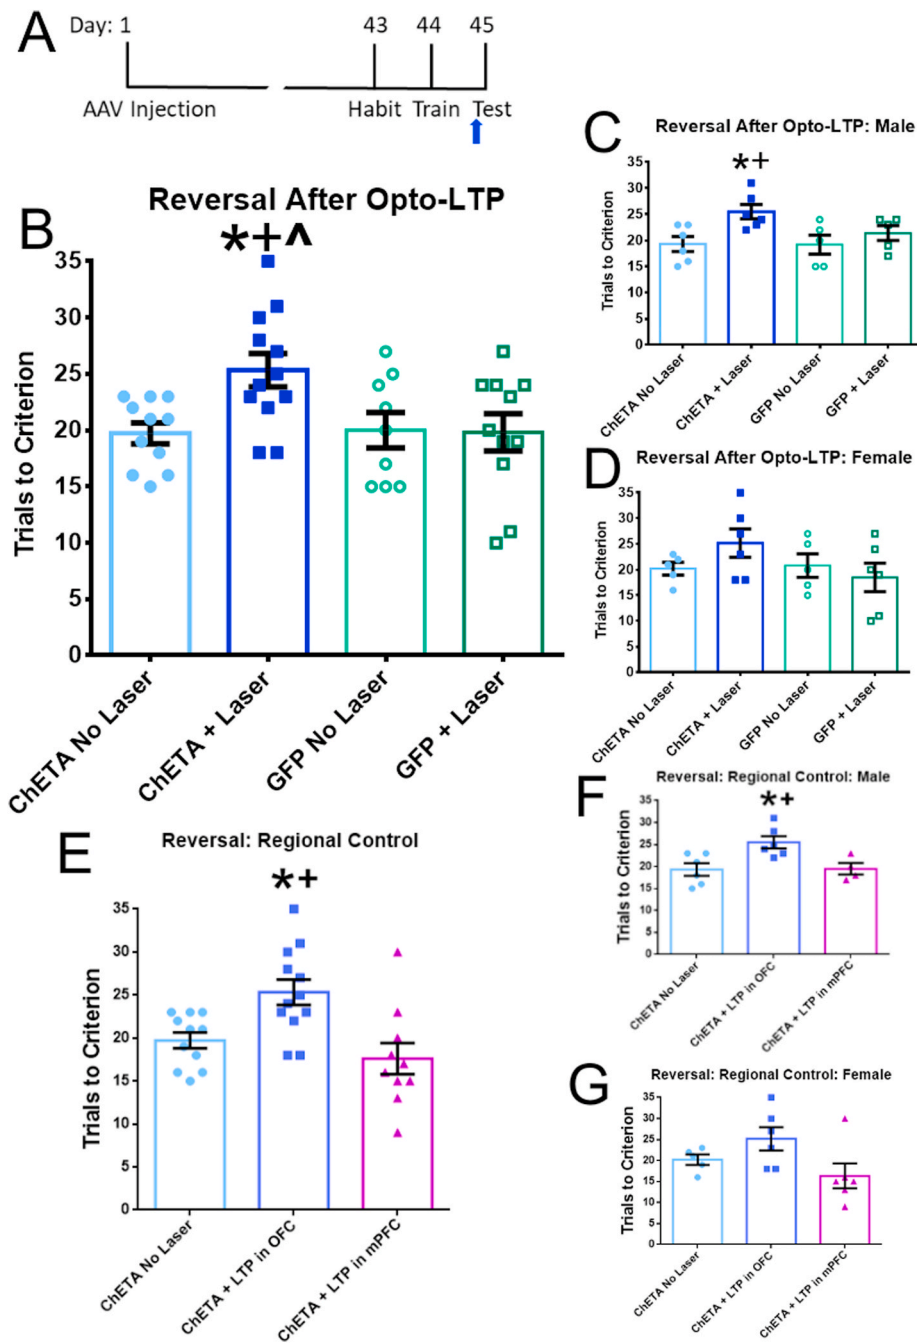 A
Day: 1 43 44 45
AAV Injection Habit Train Test
B
Reversal After Opto-LTP
*+^
Trials to Criterion
35
30
25
20
15
10
5
0
ChETA No Laser
ChETA + Laser
GFP No Laser
GFP + Laser
C
Reversal After Opto-LTP: Male
*+
Trials to Criterion
35
30
25
20
15
10
5
0
ChETA No Laser
ChETA + Laser
GFP No Laser
GFP + Laser
D
Reversal After Opto-LTP: Female
Trials to Criterion
35
30
25
20
15
10
5
0
ChETA No Laser
ChETA + Laser
GFP No Laser
GFP + Laser
E
Reversal: Regional Control
*+
Trials to Criterion
35
25
20
15
10
5
0
ChETA No Laser
ChETA + LTP in OFC
ChETA + LTP in mPFC
F
Reversal: Regional Control: Male
*+
Trials to Criterion
35
30
25
20
15
10
5
0
ChETA No Laser
ChETA + LTP in OFC
ChETA + LTP in mPFC
G
Reversal: Regional Control: Female
Trials to Criterion
35
30
25
20
15
10
5
0
ChETA No Laser
ChETA + LTP in OFC
ChETA + LTP in mPFC